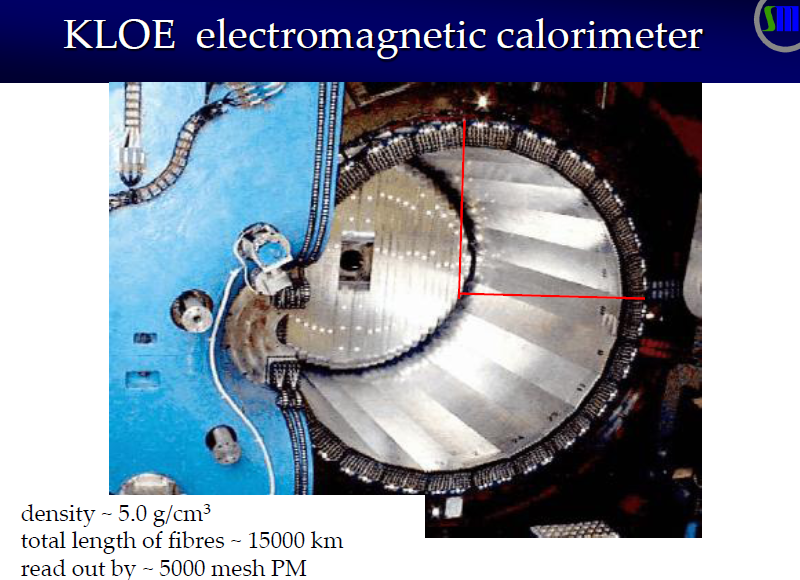 KLOE electromagnetic calorimeter
density ~ 5.0 g/cm³
total length of fibres ~ 15000 km
read out by ~ 5000 mesh PM